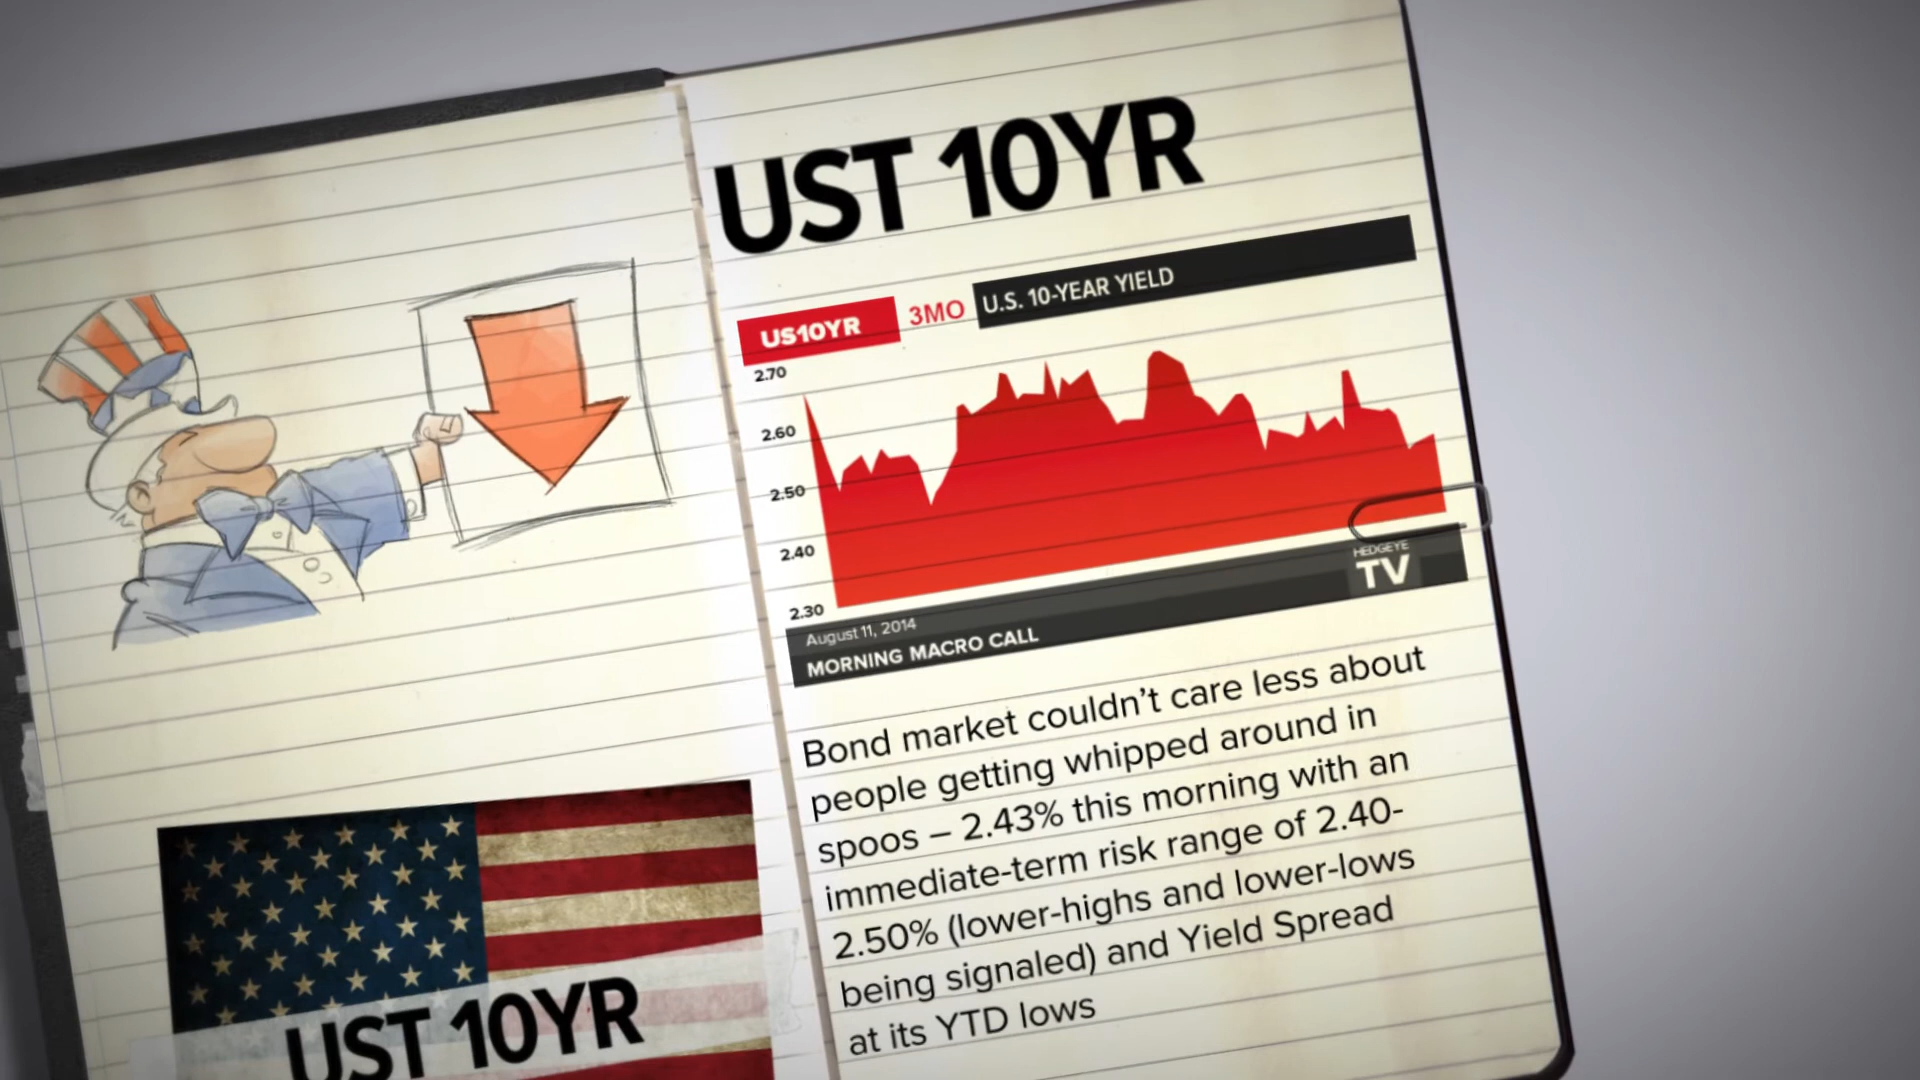 UST 10YR
US10YR 3MO U.S. 10-YEAR YIELD
2.70
2.60
2.50
2.40
2.30
HEDGEYE
TV
August 11, 2014
MORNING MACRO CALL
Bond market couldn't care less about
people getting whipped around in
spoos – 2.43% this morning with an
immediate-term risk range of 2.40-
2.50% (lower-highs and lower-lows
being signaled) and Yield Spread
at its YTD lows
UST 10YR